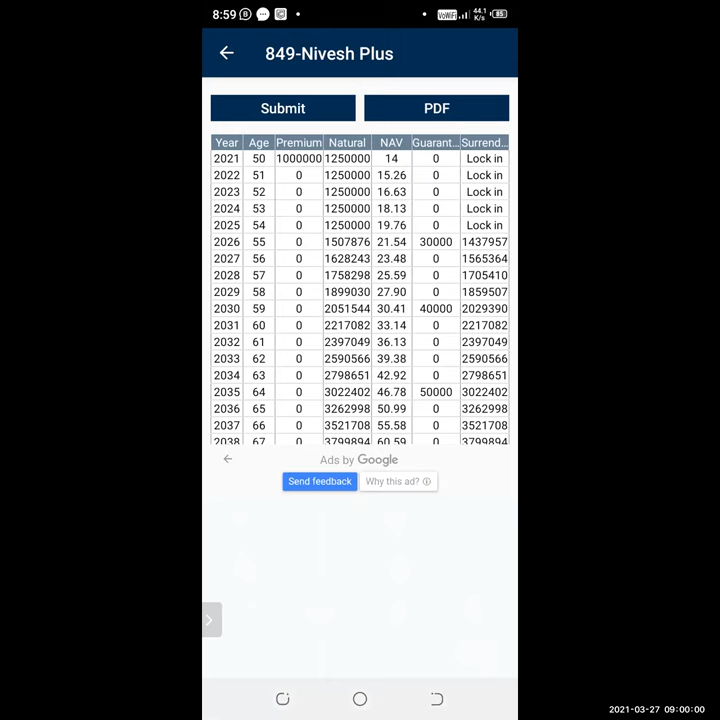 8:59 VoWiFi 44.1 K/s 85
849-Nivesh Plus
Submit PDF
Year Age Premium Natural NAV Guarant... Surrend...
2021 50 1000000 1250000 14 0 Lock in
2022 51 0 1250000 15.26 0 Lock in
2023 52 0 1250000 16.63 0 Lock in
2024 53 0 1250000 18.13 0 Lock in
2025 54 0 1250000 19.76 0 Lock in
2026 55 0 1507876 21.54 30000 1437957
2027 56 0 1628243 23.48 0 1565364
2028 57 0 1758298 25.59 0 1705410
2029 58 0 1899030 27.90 0 1859507
2030 59 0 2051544 30.41 40000 2029390
2031 60 0 2217082 33.14 0 2217082
2032 61 0 2397049 36.13 0 2397049
2033 62 0 2590566 39.38 0 2590566
2034 63 0 2798651 42.92 0 2798651
2035 64 0 3022402 46.78 50000 3022402
2036 65 0 3262998 50.99 0 3262998
2037 66 0 3521708 55.58 0 3521708
2038 67 0 3799894 60.59 0 3799894
Ads by Google
Send feedback Why this ad?
2021-03-27 09:00:00